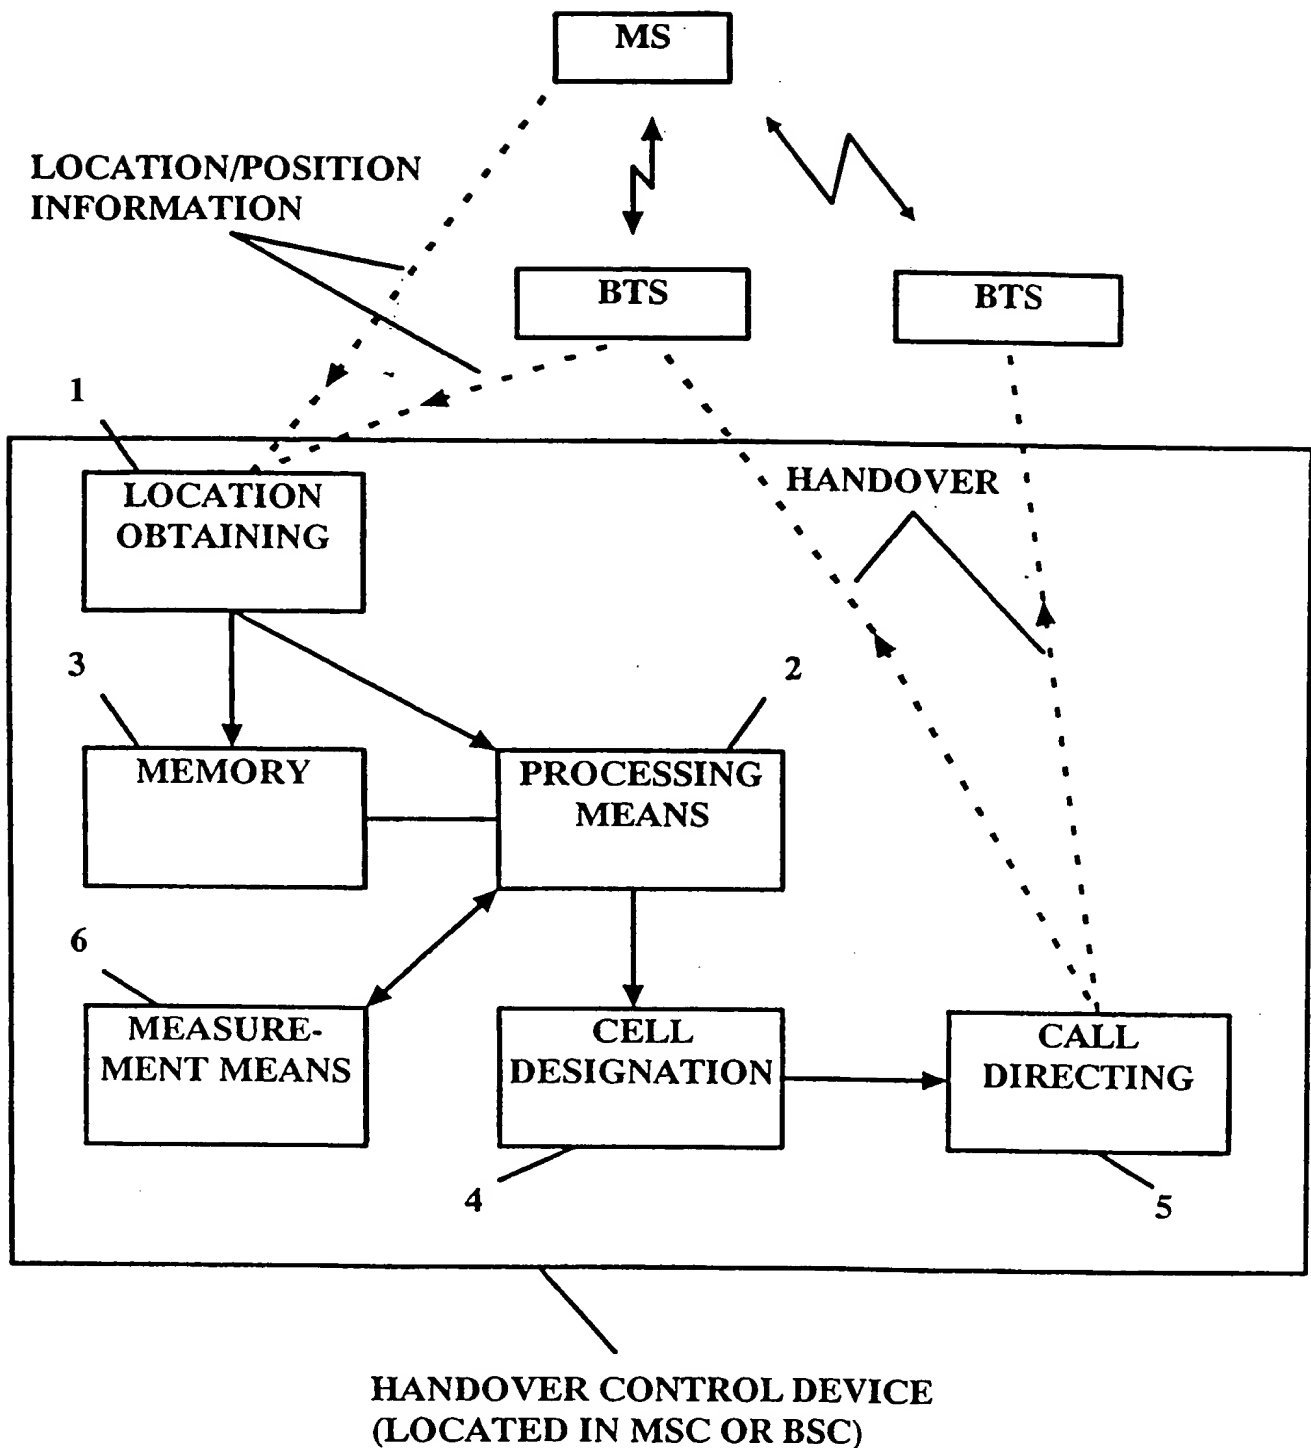 MS
LOCATION/POSITION
INFORMATION
BTS
BTS
1
LOCATION
OBTAINING
HANDOVER
3
2
MEMORY
PROCESSING
MEANS
6
MEASURE-
MENT MEANS
CELL
DESIGNATION
CALL
DIRECTING
4
5
HANDOVER CONTROL DEVICE
(LOCATED IN MSC OR BSC)